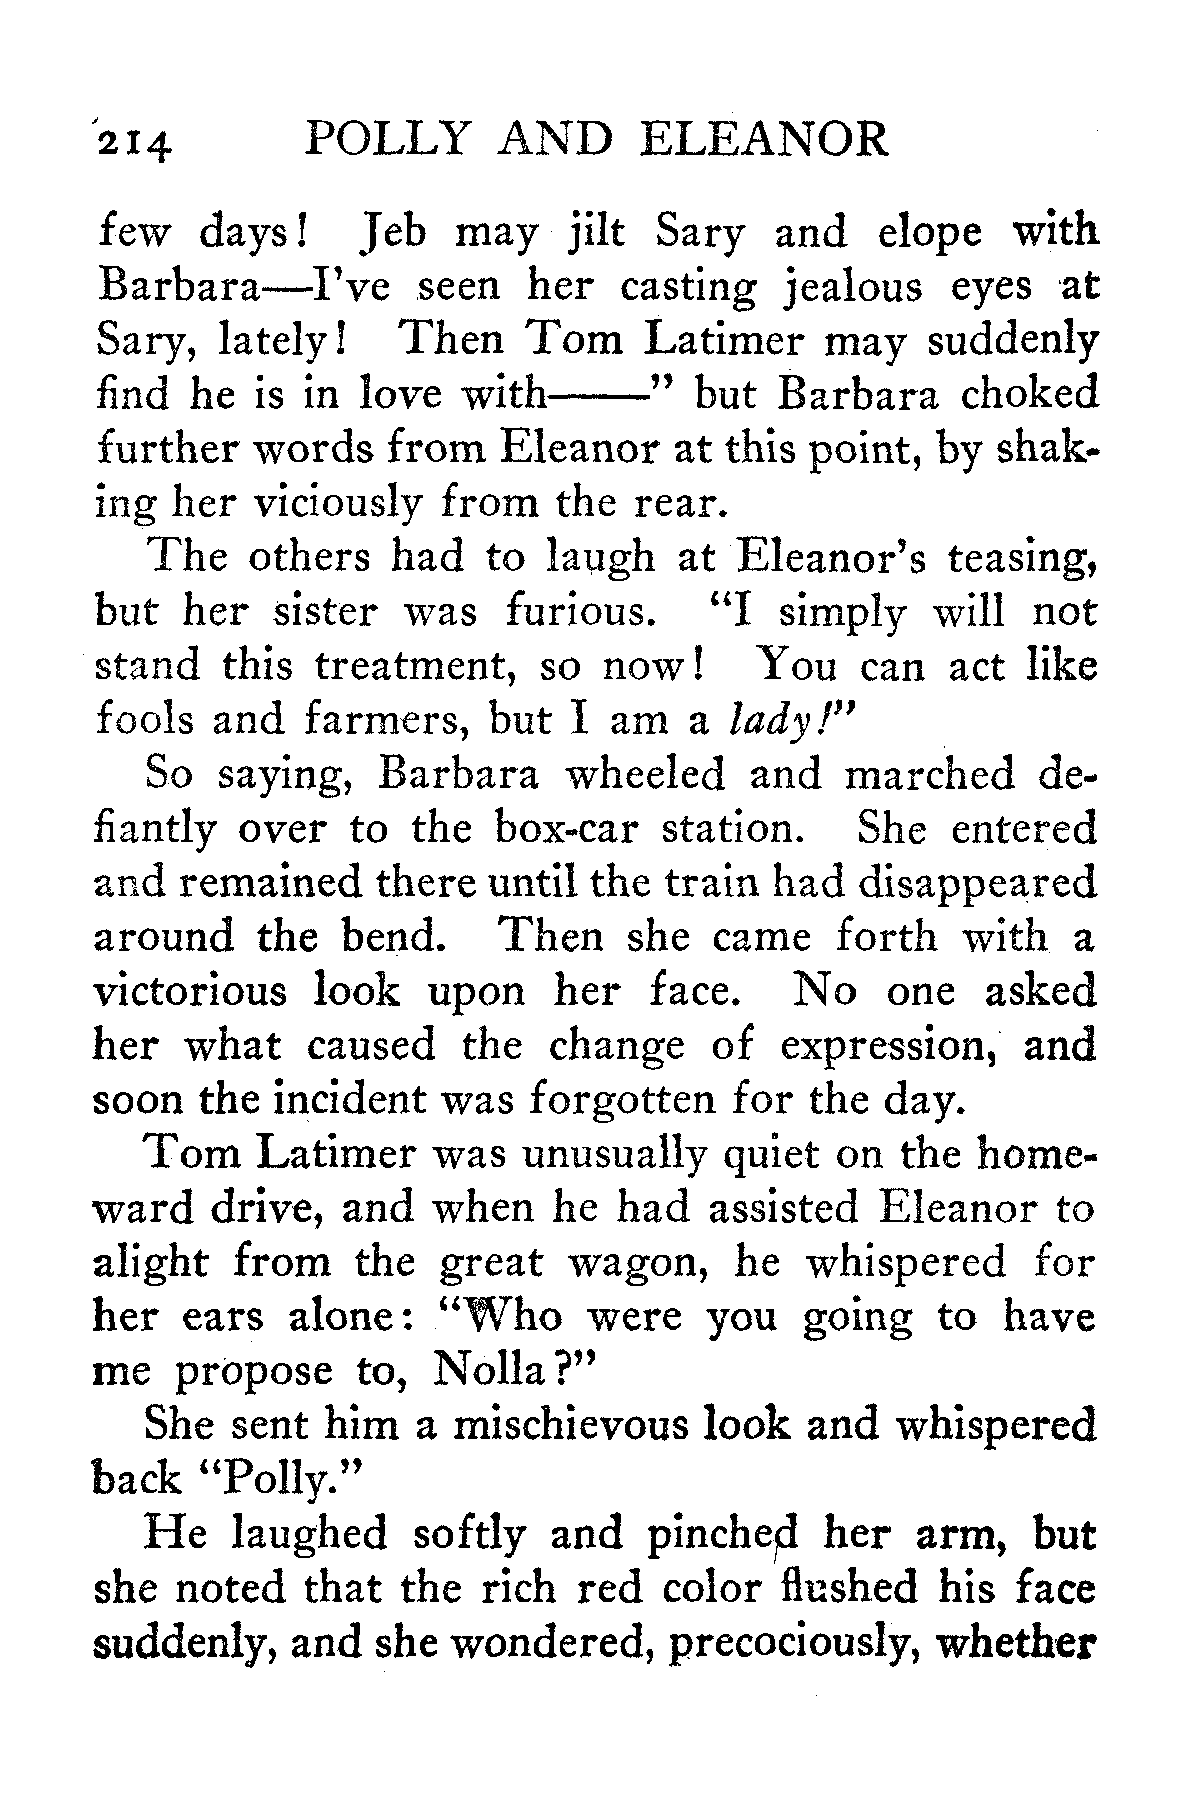 214 POLLY AND ELEANOR
few days! Jeb may jilt Sary and elope with
Barbara—I've seen her casting jealous eyes at
Sary, lately! Then Tom Latimer may suddenly
find he is in love with——" but Barbara choked
further words from Eleanor at this point, by shak-
ing her viciously from the rear.
The others had to laugh at Eleanor's teasing,
but her sister was furious. "I simply will not
stand this treatment, so now! You can act like
fools and farmers, but I am a lady!"
So saying, Barbara wheeled and marched de-
fiantly over to the box-car station. She entered
and remained there until the train had disappeared
around the bend. Then she came forth with a
victorious look upon her face. No one asked
her what caused the change of expression, and
soon the incident was forgotten for the day.
Tom Latimer was unusually quiet on the home-
ward drive, and when he had assisted Eleanor to
alight from the great wagon, he whispered for
her ears alone: "Who were you going to have
me propose to, Nolla?"
She sent him a mischievous look and whispered
back "Polly."
He laughed softly and pinched her arm, but
she noted that the rich red color flushed his face
suddenly, and she wondered, precociously, whether